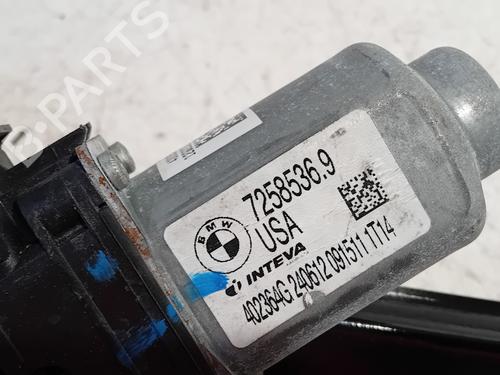 B-PARTS
BMW
7258536.9
USA
INTEVA
402364G 240612 091511 1T14